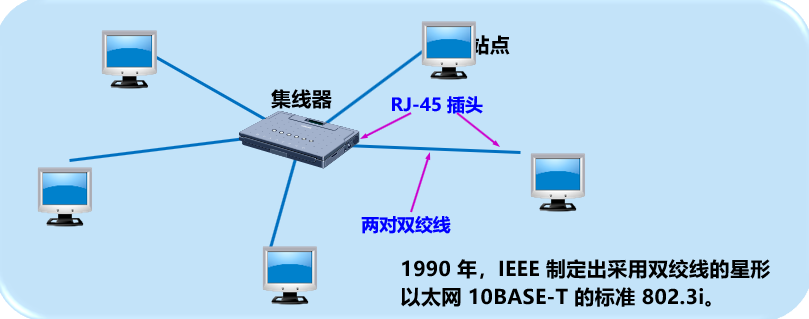 站点
集线器
RJ-45 插头
两对双绞线
1990 年，IEEE 制定出采用双绞线的星形
以太网 10BASE-T 的标准 802.3i。